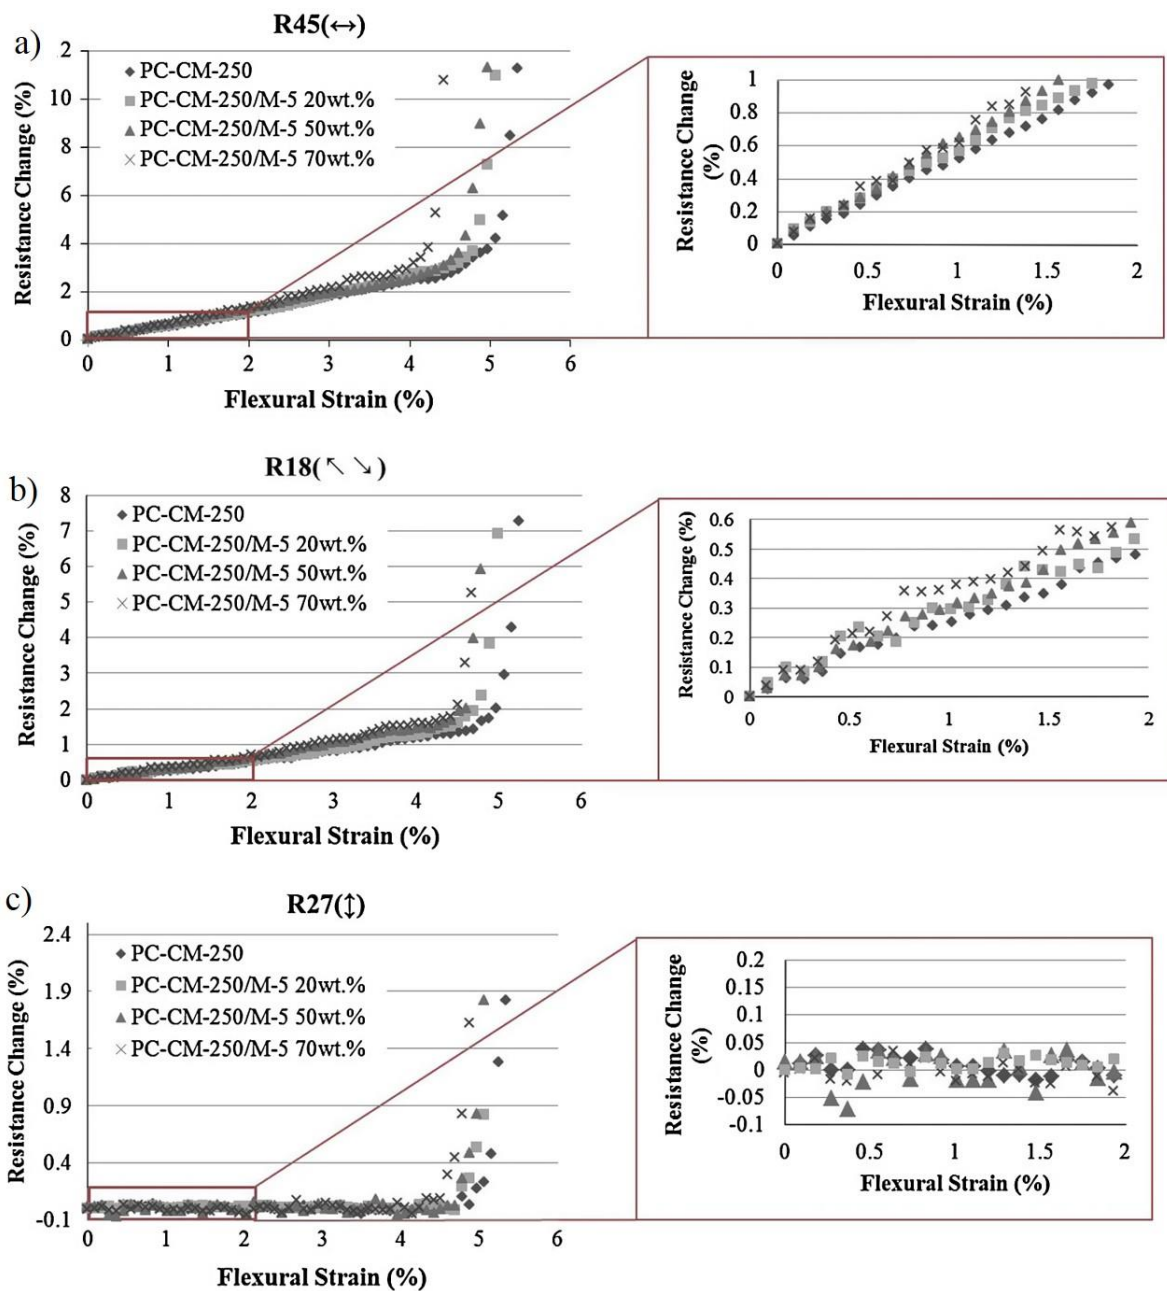 a)
R45(↔)
2
10
8
6
4
2
0
0 1 2 3 4 5 6
Resistance Change (%)
Flexural Strain (%)
PC-CM-250
PC-CM-250/M-5 20wt.%
PC-CM-250/M-5 50wt.%
PC-CM-250/M-5 70wt.%
1
0.8
0.6
0.4
0.2
0
0 0.5 1 1.5 2
Resistance Change
(%)
Flexural Strain (%)
b)
R18(↖ ↘)
8
7
6
5
4
3
2
1
0
0 1 2 3 4 5 6
Resistance Change (%)
Flexural Strain (%)
PC-CM-250
PC-CM-250/M-5 20wt.%
PC-CM-250/M-5 50wt.%
PC-CM-250/M-5 70wt.%
0.6
0.5
0.4
0.3
0.2
0.1
0
0 0.5 1 1.5 2
Resistance Change (%)
Flexural Strain (%)
c)
R27(↕)
2.4
1.9
1.4
0.9
0.4
-0.1
0 1 2 3 4 5 6
Resistance Change (%)
Flexural Strain (%)
PC-CM-250
PC-CM-250/M-5 20wt.%
PC-CM-250/M-5 50wt.%
PC-CM-250/M-5 70wt.%
0.2
0.15
0.1
0.05
0
-0.05
-0.1
0 0.5 1 1.5 2
Resistance Change
(%)
Flexural Strain (%)